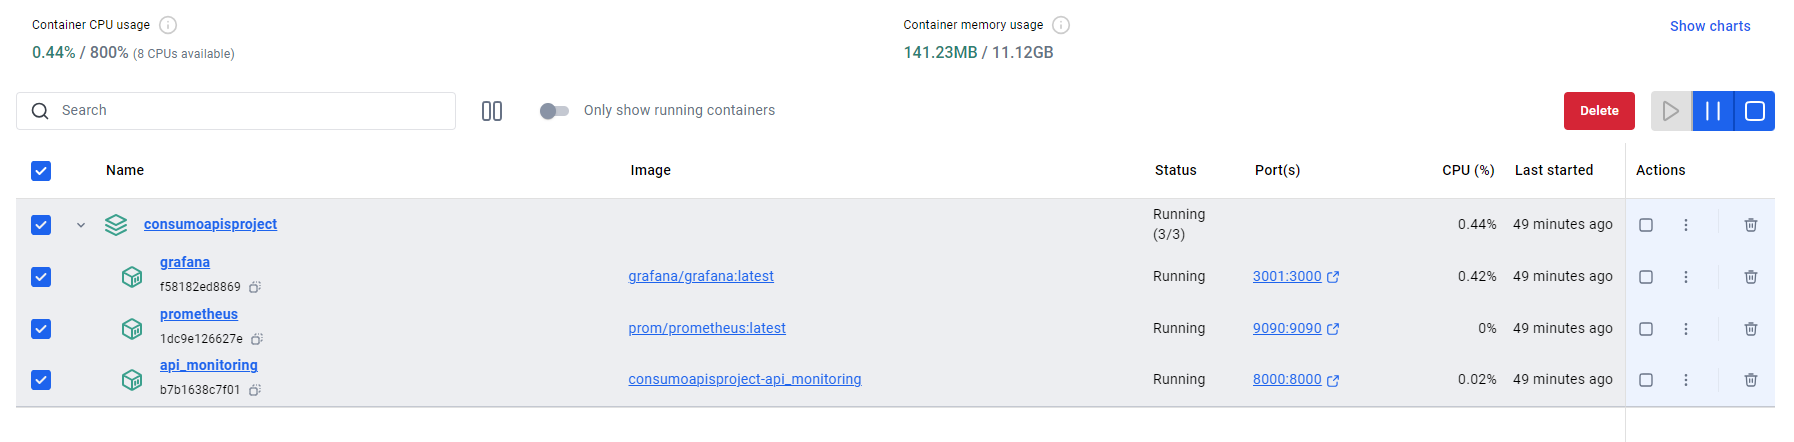 Container CPU usage
0.44% / 800% (8 CPUs available)
Container memory usage
141.23MB / 11.12GB
Show charts
Search
Only show running containers
Delete
Name Image Status Port(s) CPU (%) Last started Actions
consumoapisproject Running (3/3) 0.44% 49 minutes ago
grafana
f58182ed8869
grafana/grafana:latest Running 3001:3000 0.42% 49 minutes ago
prometheus
1dc9e126627e
prom/prometheus:latest Running 9090:9090 0% 49 minutes ago
api_monitoring
b7b1638c7f01
consumoapisproject-api_monitoring Running 8000:8000 0.02% 49 minutes ago